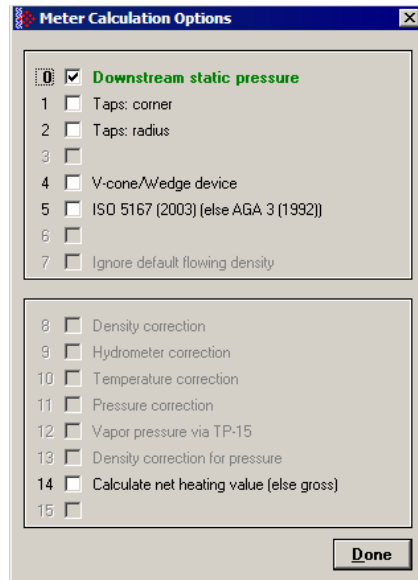 Meter Calculation Options
0 Downstream static pressure
1 Taps: corner
2 Taps: radius
3
4 V-cone/Wedge device
5 ISO 5167 (2003) (else AGA 3 (1992))
6
7 Ignore default flowing density
8 Density correction
9 Hydrometer correction
10 Temperature correction
11 Pressure correction
12 Vapor pressure via TP-15
13 Density correction for pressure
14 Calculate net heating value (else gross)
15
Done